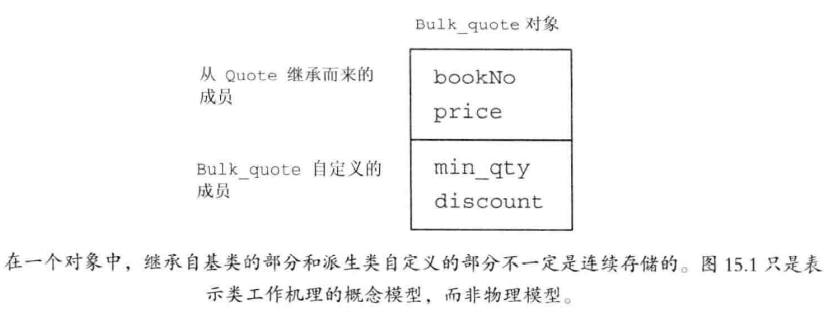 Bulk_quote 对象
从 Quote 继承而来的
成员
bookNo
price
Bulk_quote 自定义的
成员
min_qty
discount
在一个对象中，继承自基类的部分和派生类自定义的部分不一定是连续存储的。图 15.1 只是表
示类工作机理的概念模型，而非物理模型。